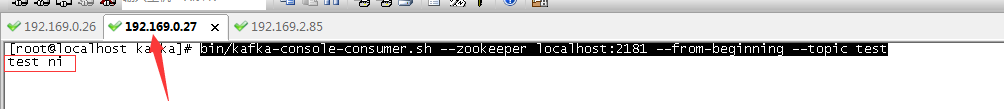 192.169.0.26 192.169.0.27 192.169.2.85
[root@localhost kafka]# bin/kafka-console-consumer.sh --zookeeper localhost:2181 --from-beginning --topic test
test ni